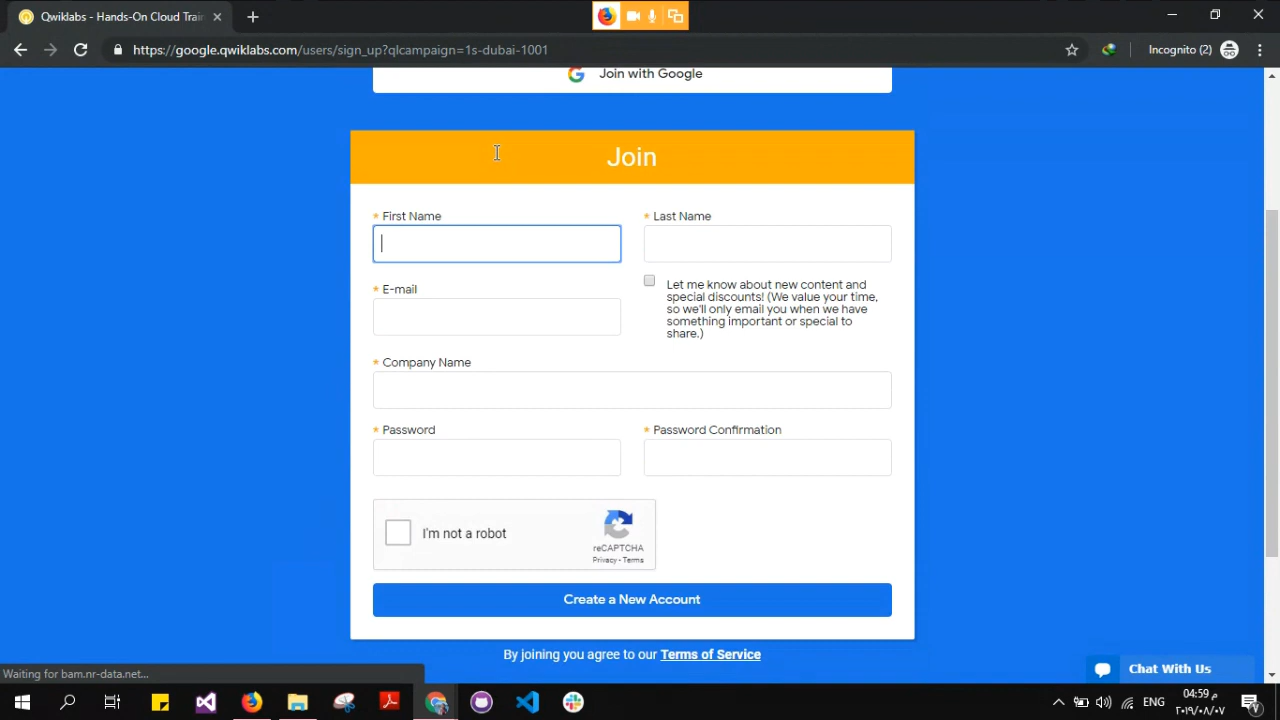 Qwiklabs - Hands-On Cloud Train
https://google.qwiklabs.com/users/sign_up?qlcampaign=1s-dubai-1001
Incognito (2)
Join with Google
Join
* First Name
* Last Name
* E-mail
Let me know about new content and
special discounts! (We value your time,
so we'll only email you when we have
something important or special to
share.)
* Company Name
* Password
* Password Confirmation
I'm not a robot
reCAPTCHA
Privacy - Terms
Create a New Account
By joining you agree to our Terms of Service
Chat With Us
Waiting for bam.nr-data.net...
ENG
04:59 م
٢٠١٩/٠٨/٠٧